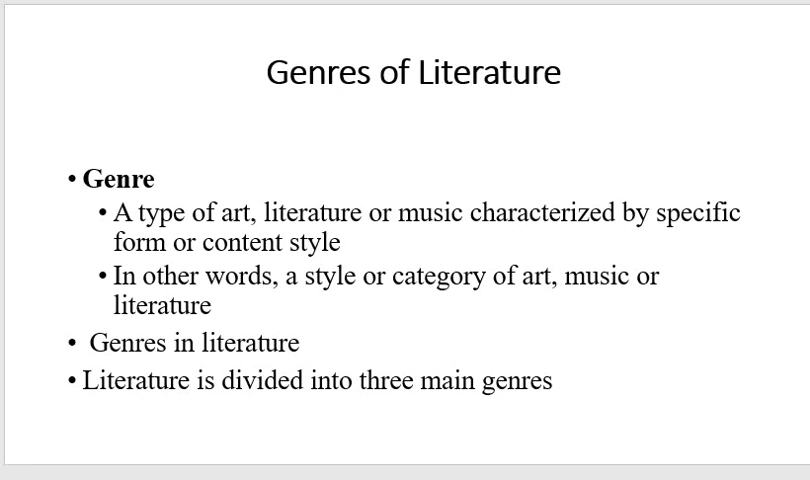 Genres of Literature
• Genre
• A type of art, literature or music characterized by specific
form or content style
• In other words, a style or category of art, music or
literature
• Genres in literature
• Literature is divided into three main genres